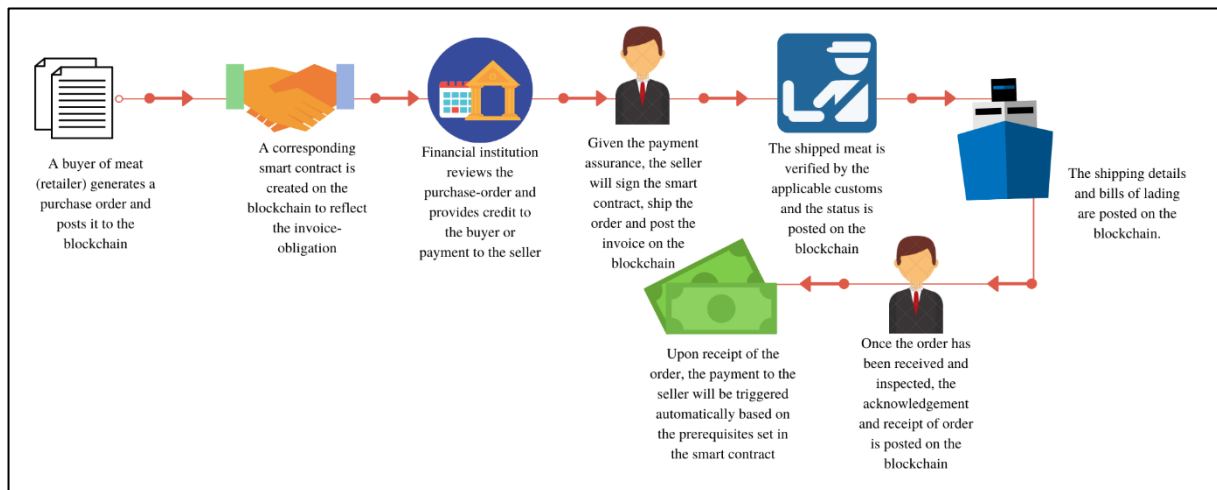 A buyer of meat
(retailer) generates a
purchase order and
posts it to the
blockchain
A corresponding
smart contract is
created on the
blockchain to reflect
the invoice-
obligation
Financial institution
reviews the
purchase-order and
provides credit to
the buyer or
payment to the seller
Given the payment
assurance, the seller
will sign the smart
contract, ship the
order and post the
invoice on the
blockchain
The shipped meat is
verified by the
applicable customs
and the status is
posted on the
blockchain
The shipping details
and bills of lading
are posted on the
blockchain.
Once the order has
been received and
inspected, the
acknowledgement
and receipt of order
is posted on the
blockchain
Upon receipt of the
order, the payment to the
seller will be triggered
automatically based on
the prerequisites set in
the smart contract